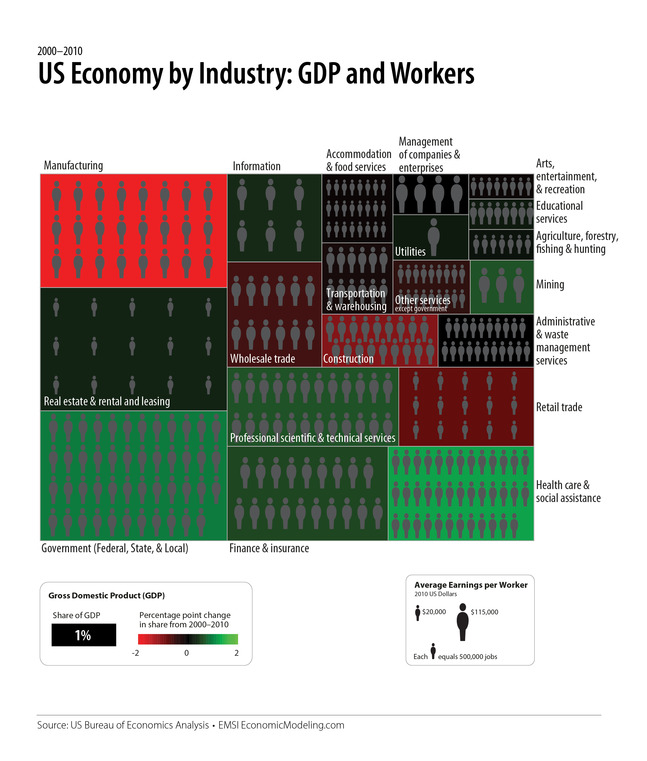 2000–2010
US Economy by Industry: GDP and Workers
Manufacturing
Information
Accommodation
& food services
Management
of companies &
enterprises
Arts,
entertainment,
& recreation
Educational
services
Agriculture, forestry,
fishing & hunting
Utilities
Mining
Transportation
& warehousing
Other services
except government
Administrative
& waste
management
services
Wholesale trade
Construction
Real estate & rental and leasing
Retail trade
Professional scientific & technical services
Health care &
social assistance
Government (Federal, State, & Local)
Finance & insurance
Gross Domestic Product (GDP)
Share of GDP
1%
Percentage point change
in share from 2000–2010
-2
0
2
Average Earnings per Worker
2010 US Dollars
$20,000
$115,000
Each equals 500,000 jobs
Source: US Bureau of Economics Analysis • EMSI EconomicModeling.com